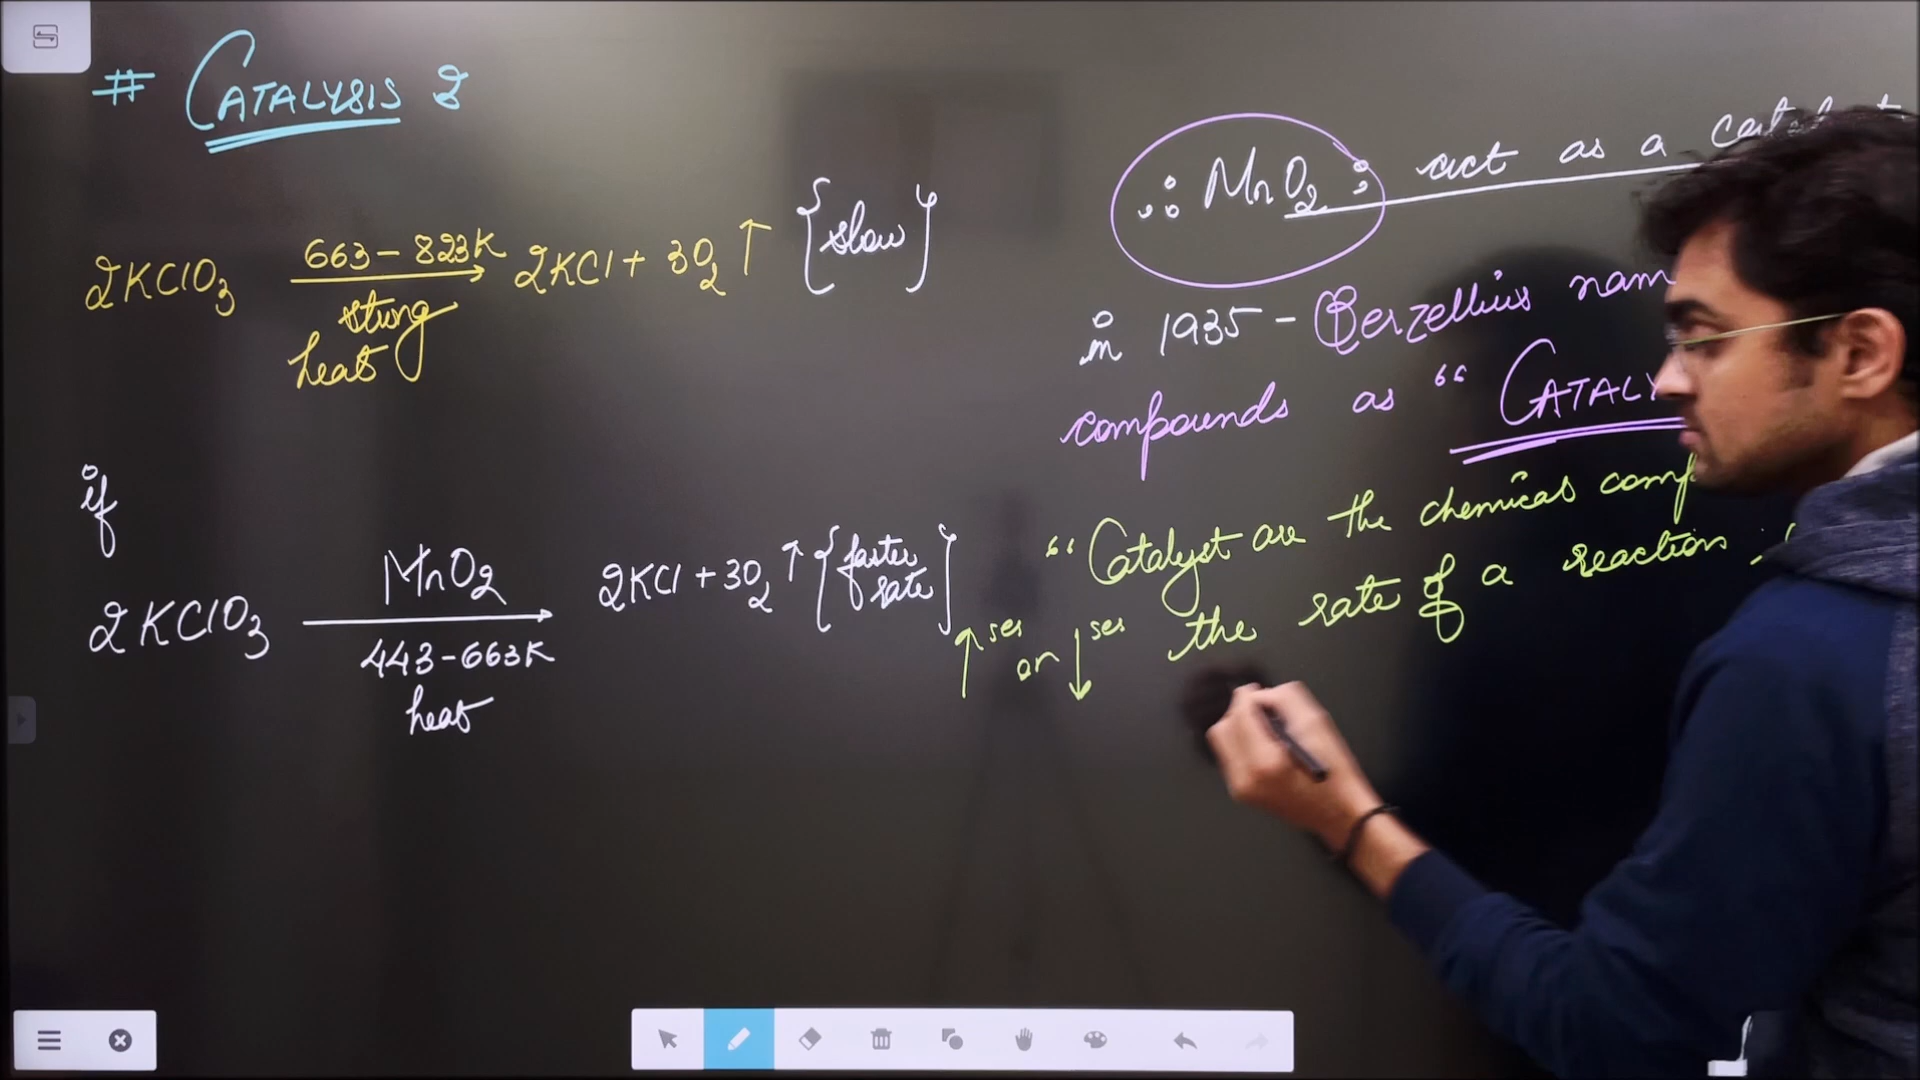 # CATALYSIS :
2KClO3 663-823K strong heat 2KCl + 3O2 ↑ {slow}
if
2KClO3 MnO2 443-663K heat 2KCl + 3O2 ↑ {faster rate}
∴ MnO2 : act as a
in 1935 - Berzellius
compounds as "
"Catalyst are the chemical
↑ses or ↓ses the rate of a reaction ;